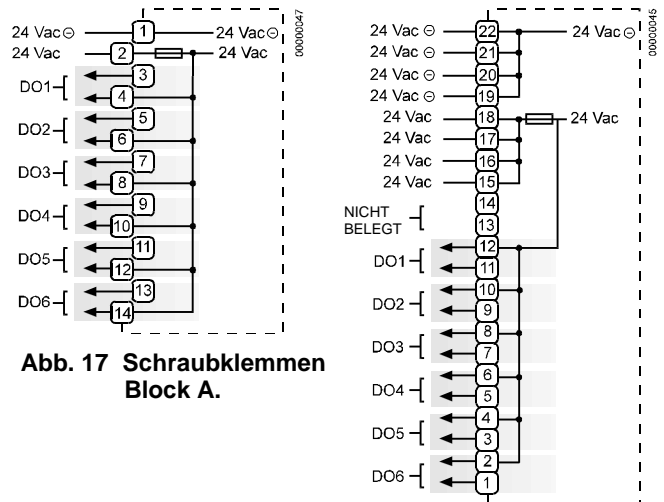 24 Vac ⊖ 1 24 Vac ⊖
24 Vac 2 24 Vac
00000047
DO1 3
4
DO2 5
6
DO3 7
8
DO4 9
10
DO5 11
12
DO6 13
14
Abb. 17 Schraubklemmen
Block A.
24 Vac ⊖ 22 24 Vac ⊖
00000045
24 Vac ⊖ 21
24 Vac ⊖ 20
24 Vac ⊖ 19
24 Vac 18 24 Vac
24 Vac 17
24 Vac 16
24 Vac 15
NICHT 14
BELEGT 13
DO1 12
11
DO2 10
9
DO3 8
7
DO4 6
5
DO5 4
3
DO6 2
1